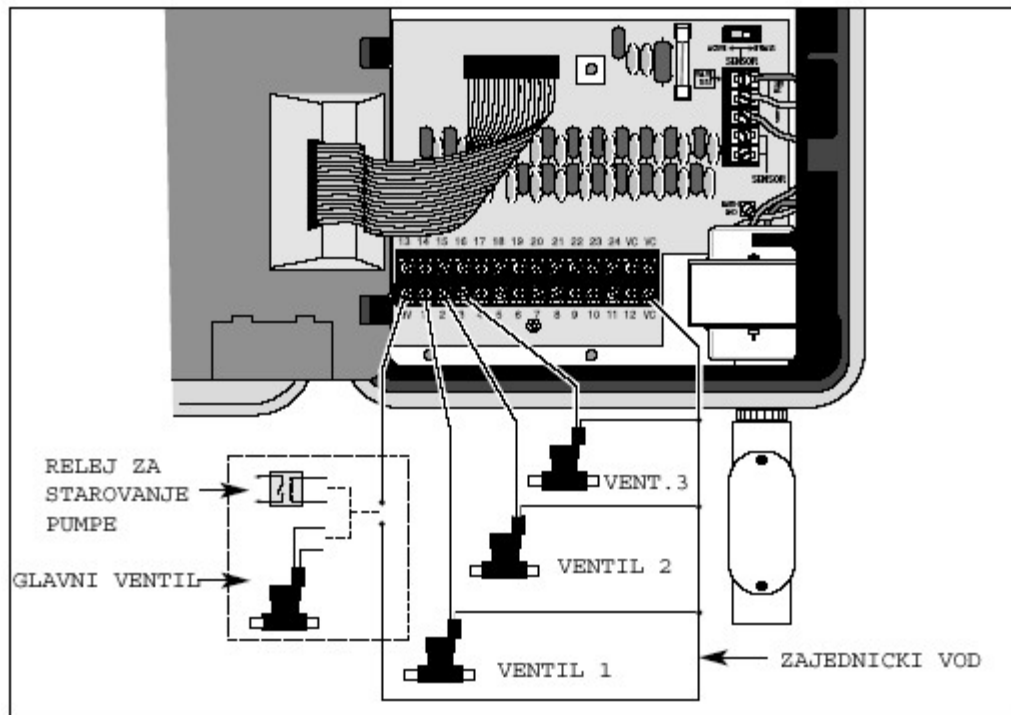 SENSOR
SENSOR
13 14 15 16 17 18 19 20 21 22 23 24 VC VC
1 2 3 4 5 6 7 8 9 10 11 12 VC
RELEJ ZA
STAROVANJE
PUMPE
GLAVNI VENTIL
VENT.3
VENTIL 2
VENTIL 1
ZAJEDNICKI VOD